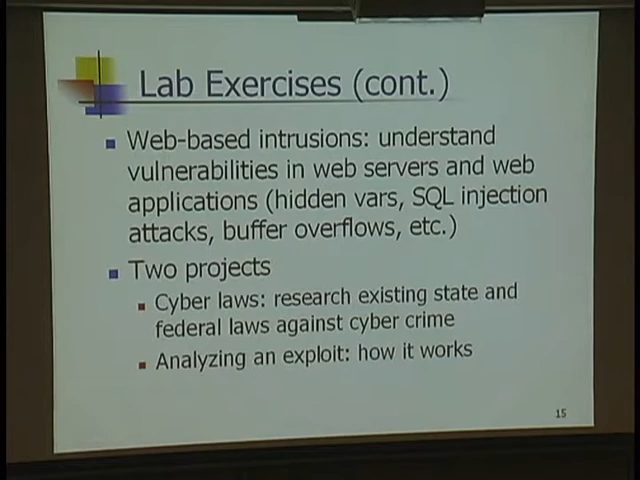 Lab Exercises (cont.)
Web-based intrusions: understand
vulnerabilities in web servers and web
applications (hidden vars, SQL injection
attacks, buffer overflows, etc.)
Two projects
Cyber laws: research existing state and
federal laws against cyber crime
Analyzing an exploit: how it works
15